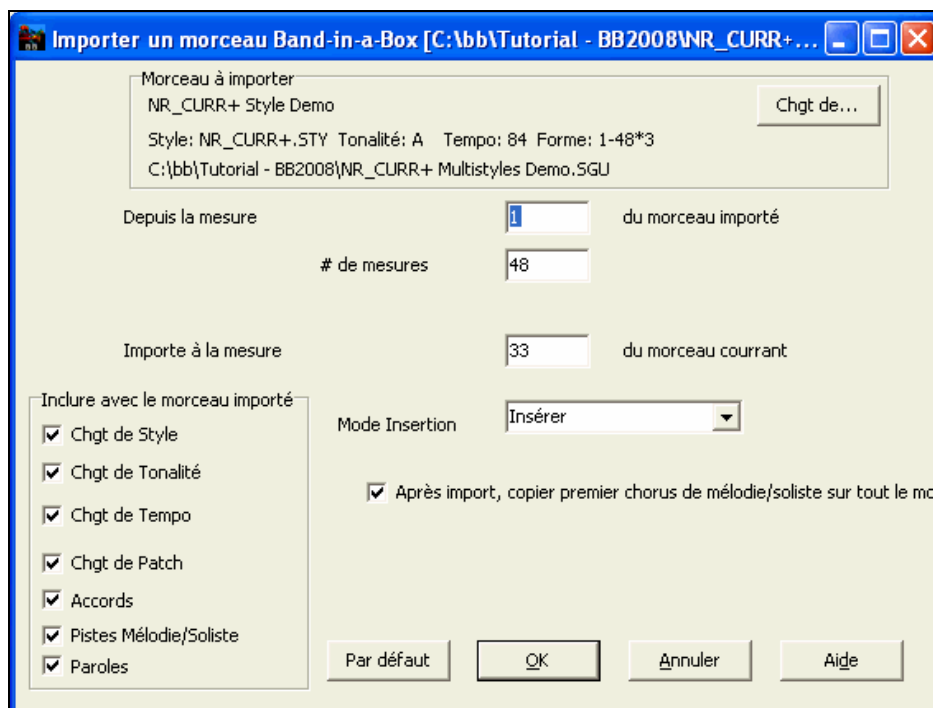 Importer un morceau Band-in-a-Box [C:\bb\Tutorial - BB2008\NR_CURR+...
Morceau à importer
NR_CURR+ Style Demo
Chgt de...
Style: NR_CURR+.STY Tonalité: A Tempo: 84 Forme: 1-48*3
C:\bb\Tutorial - BB2008\NR_CURR+ Multistyles Demo.SGU
Depuis la mesure 1 du morceau importé
# de mesures 48
Importe à la mesure 33 du morceau courrant
Inclure avec le morceau importé
Mode Insertion Insérer
Chgt de Style
Chgt de Tonalité
Après import, copier premier chorus de mélodie/soliste sur tout le mo
Chgt de Tempo
Chgt de Patch
Accords
Pistes Mélodie/Soliste
Paroles
Par défaut OK Annuler Aide